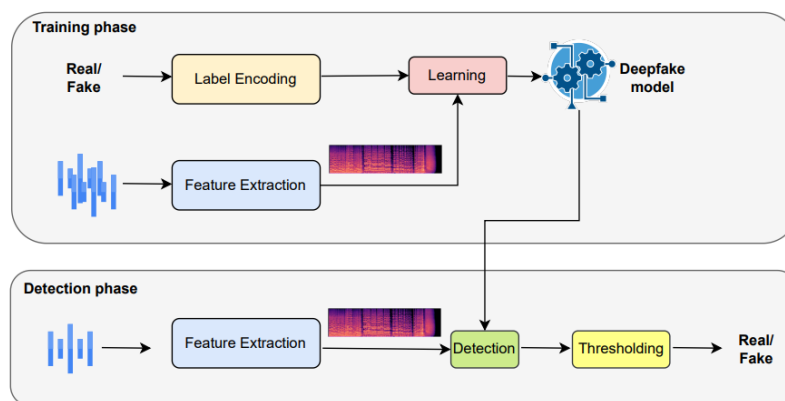 Training phase
Real/
Fake
Label Encoding
Learning
Deepfake
model
Feature Extraction
Detection phase
Feature Extraction
Detection
Thresholding
Real/
Fake